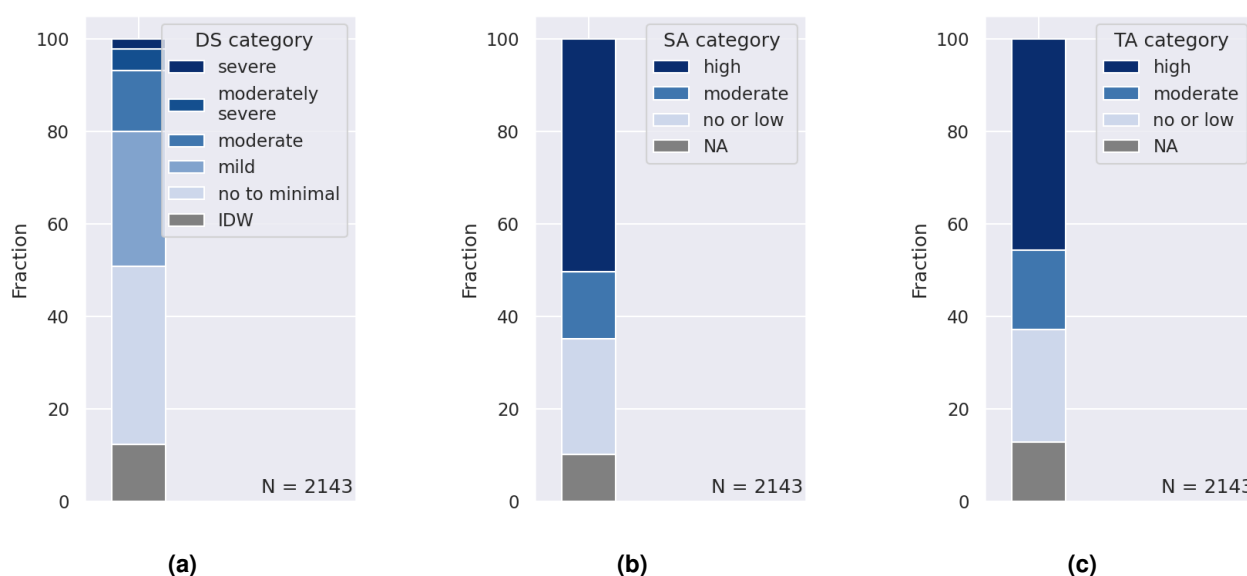 DS category
severe
moderately
severe
moderate
mild
no to minimal
IDW
100
80
60
40
20
0
Fraction
N = 2143
(a)
SA category
high
moderate
no or low
NA
100
80
60
40
20
0
Fraction
N = 2143
(b)
TA category
high
moderate
no or low
NA
100
80
60
40
20
0
Fraction
N = 2143
(c)